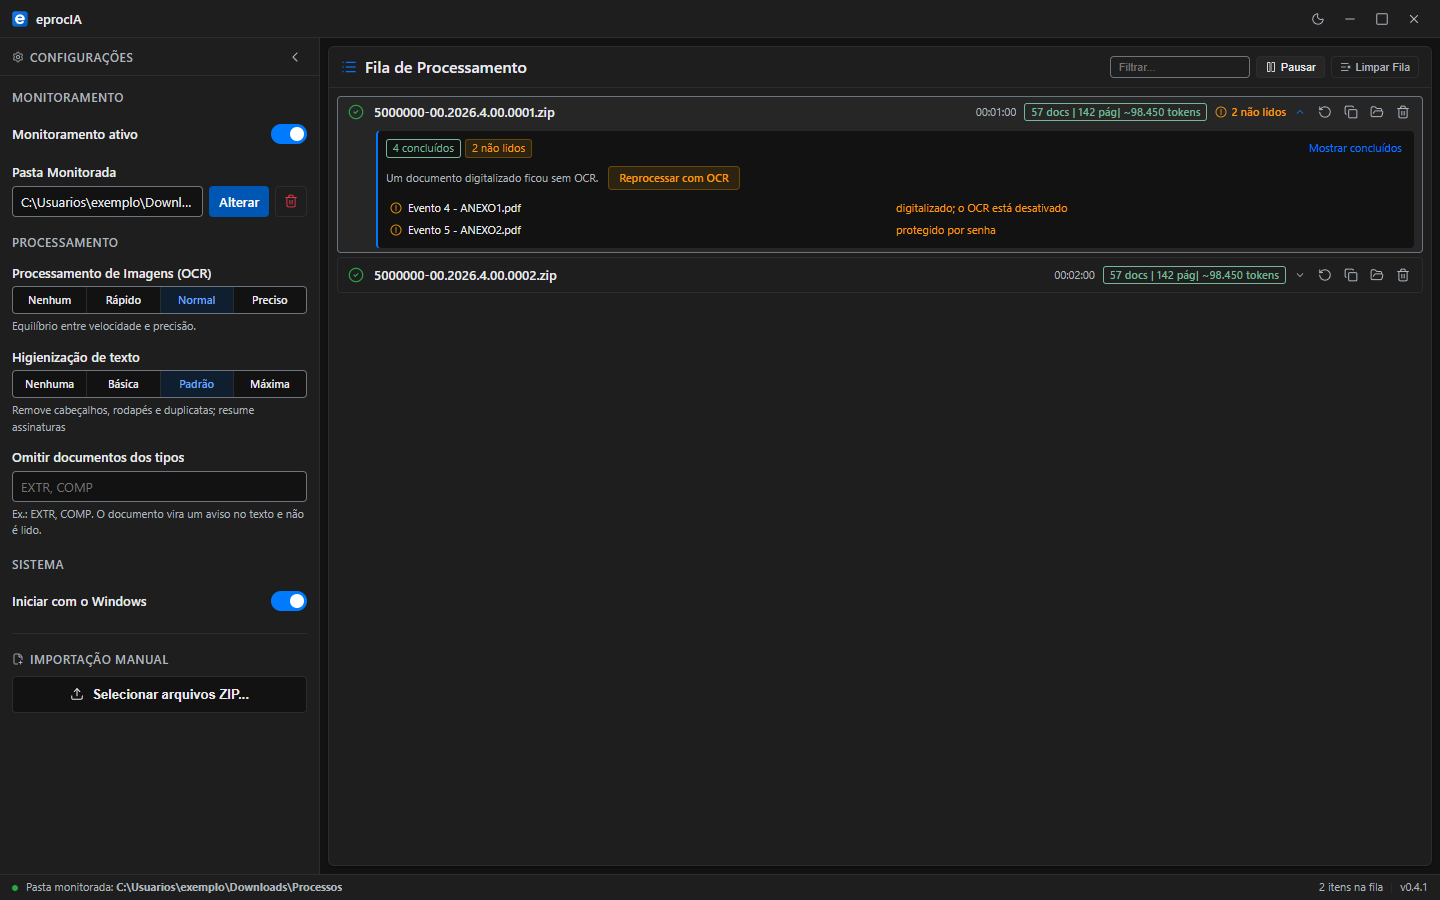 eprocIA
CONFIGURAÇÕES
MONITORAMENTO
Monitoramento ativo
Pasta Monitorada
C:\Usuarios\exemplo\Downl...
Alterar
PROCESSAMENTO
Processamento de Imagens (OCR)
Nenhum Rápido Normal Preciso
Equilíbrio entre velocidade e precisão.
Higienização de texto
Nenhuma Básica Padrão Máxima
Remove cabeçalhos, rodapés e duplicatas; resume
assinaturas
Omitir documentos dos tipos
EXTR, COMP
Ex.: EXTR, COMP. O documento vira um aviso no texto e não
é lido.
SISTEMA
Iniciar com o Windows
IMPORTAÇÃO MANUAL
Selecionar arquivos ZIP...
Fila de Processamento
Filtrar...
Pausar
Limpar Fila
5000000-00.2026.4.00.0001.zip 00:01:00 57 docs | 142 pág| ~98.450 tokens 2 não lidos
4 concluídos 2 não lidos Mostrar concluídos
Um documento digitalizado ficou sem OCR. Reprocessar com OCR
Evento 4 - ANEXO1.pdf digitalizado; o OCR está desativado
Evento 5 - ANEXO2.pdf protegido por senha
5000000-00.2026.4.00.0002.zip 00:02:00 57 docs | 142 pág| ~98.450 tokens
Pasta monitorada: C:\Usuarios\exemplo\Downloads\Processos
2 itens na fila v0.4.1